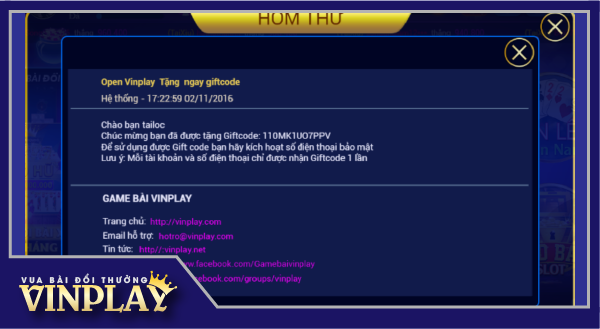 HÒM THƯ
Open Vinplay Tặng ngay giftcode
Hệ thống - 17:22:59 02/11/2016
Chào bạn tailoc
Chúc mừng bạn đã được tặng Giftcode: 110MK1UO7PPV
Để sử dụng được Gift code bạn hãy kích hoạt số điện thoại bảo mật
Lưu ý: Mỗi tài khoản và số điện thoại chỉ được nhận Giftcode 1 lần
GAME BÀI VINPLAY
Trang chủ: http://vinplay.com
Email hỗ trợ: hotro@vinplay.com
Tin tức: http//:vinplay.net
w.facebook.com/Gamebaivinplay
ebook.com/groups/vinplay
VUA BÀI ĐỔI THƯỞNG
VINPLAY